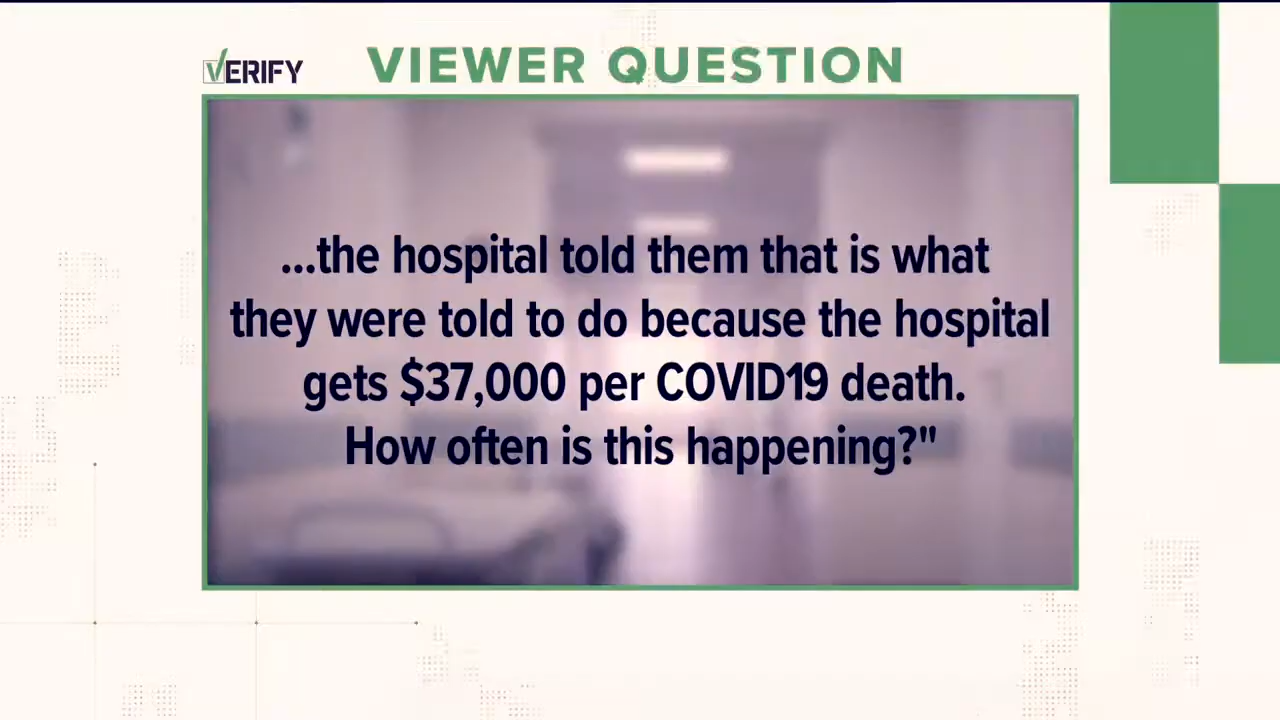 VERIFY
VIEWER QUESTION
...the hospital told them that is what
they were told to do because the hospital
gets $37,000 per COVID19 death.
How often is this happening?"